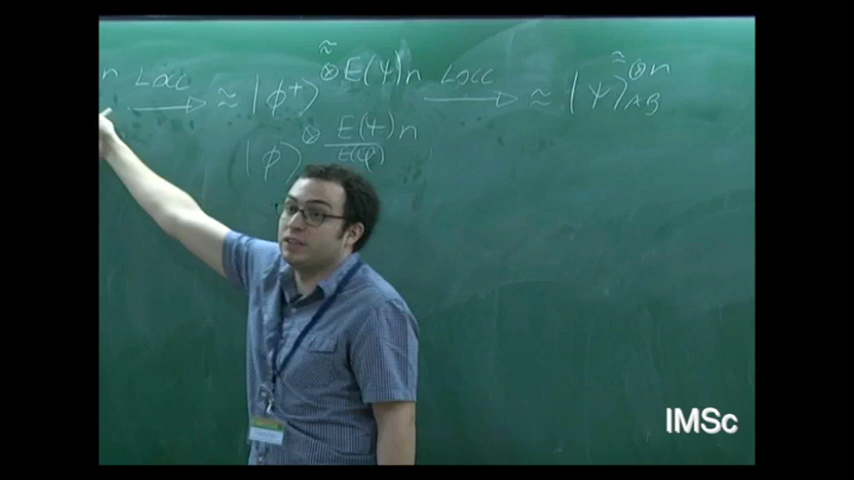 n LOCC → ≈ |ϕ⁺⟩^{≈ ⊗ E(ψ)n} LOCC → ≈ |ψ⟩_{AB}^{≈ ⊗ n}
|ϕ⟩^{⊗ E(ψ)/E(φ) n}
IMSc